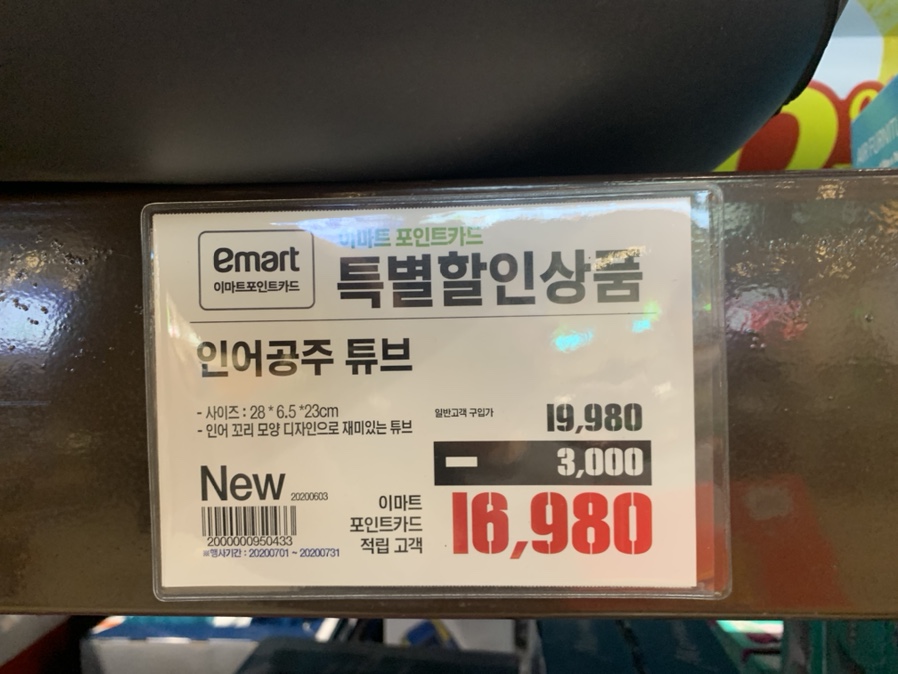 emart
이마트포인트카드
이마트 포인트카드
특별할인상품
인어공주 튜브
- 사이즈 : 28 * 6.5 *23cm
- 인어 꼬리 모양 디자인으로 재미있는 튜브
일반고객 구입가
19,980
- 3,000
New 20200603
2000000950433
※행사기간 : 20200701 ~ 20200731
이마트
포인트카드
적립 고객
16,980